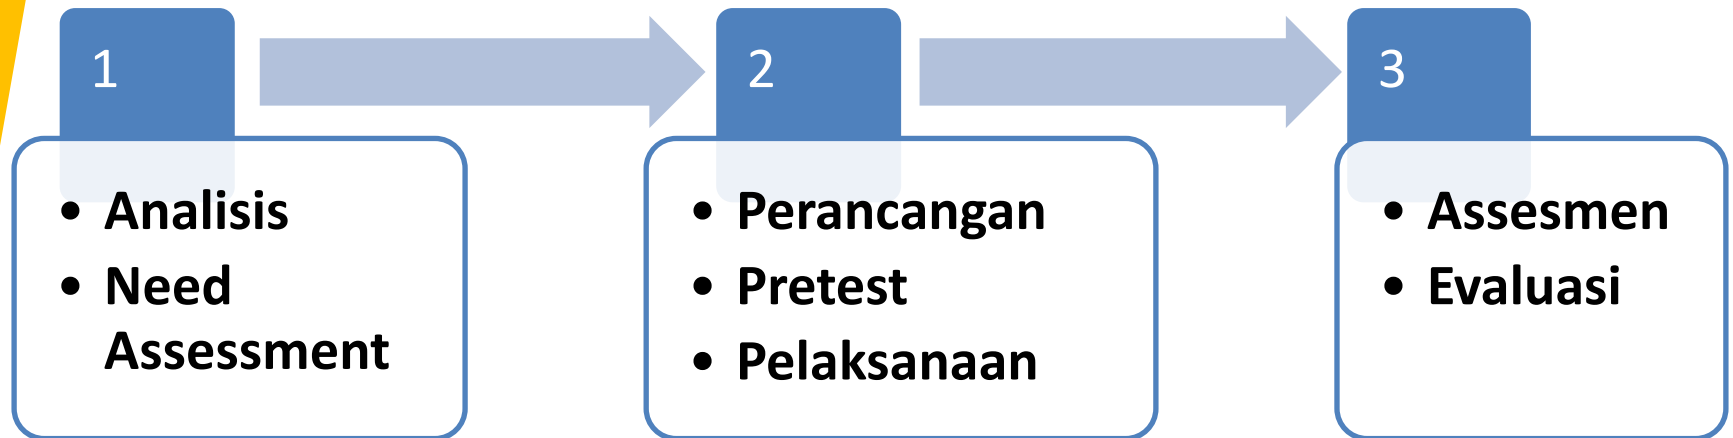 1
• Analisis
• Need
Assessment
2
• Perancangan
• Pretest
• Pelaksanaan
3
• Assesmen
• Evaluasi